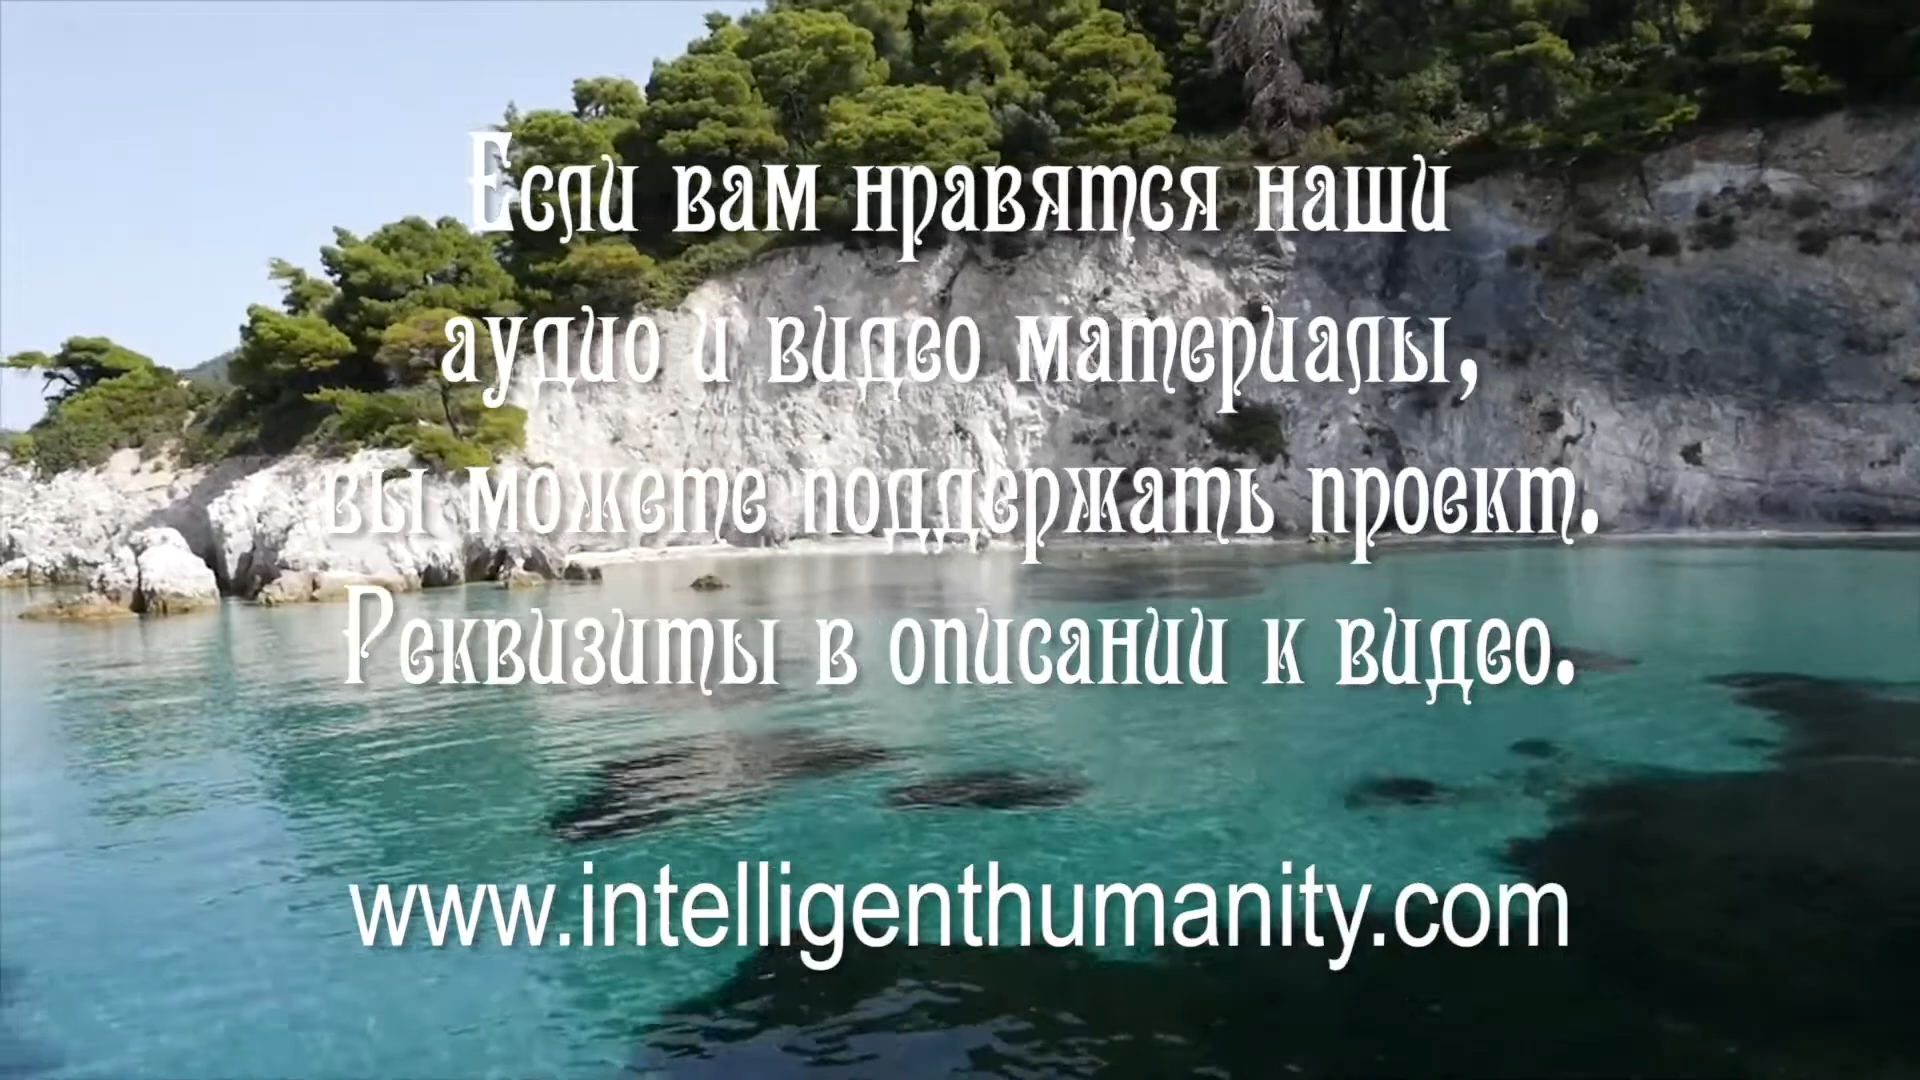 Если вам нравятся наши
аудио и видео материалы,
вы можете поддержать проект.
Реквизиты в описании к видео.
www.intelligenthumanity.com